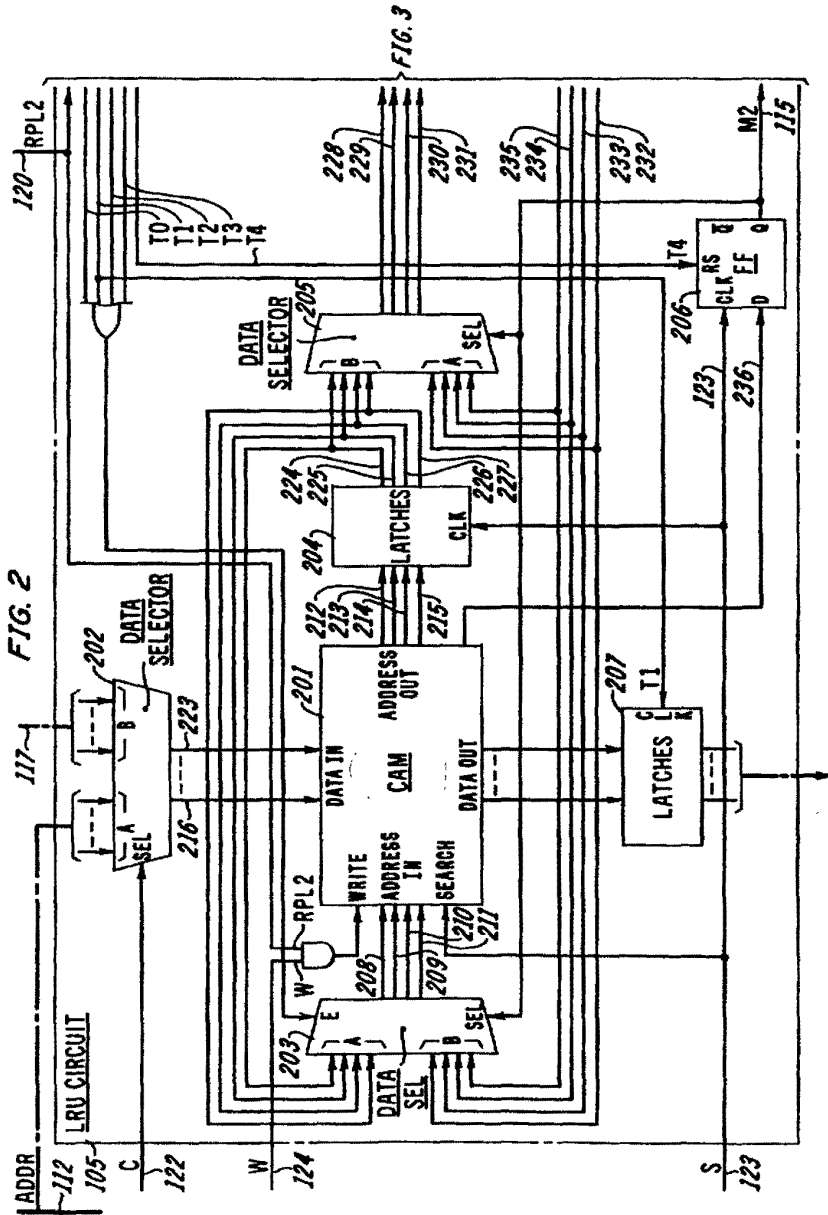 FIG. 2
ADDR
112
LRU CIRCUIT
105
C
122
W
124
S
123
117
A
B
SEL
202
DATA
SELECTOR
216
223
203
E
A
B
SEL
DATA
SEL
W
RPL2
208
209
210
211
WRITE
ADDRESS
IN
SEARCH
DATA IN
CAM
201
ADDRESS
OUT
DATA OUT
212
213
214
215
204
LATCHES
CLK
224
225
226
227
207
LATCHES
CLK
T1
DATA
SELECTOR
205
B
A
SEL
120
RPL2
T0
T1
T2
T3
T4
228
229
230
231
235
234
233
232
FIG. 3
T4
206
CLK
RS
FF
D
Q
Q̅
123
236
M2
115